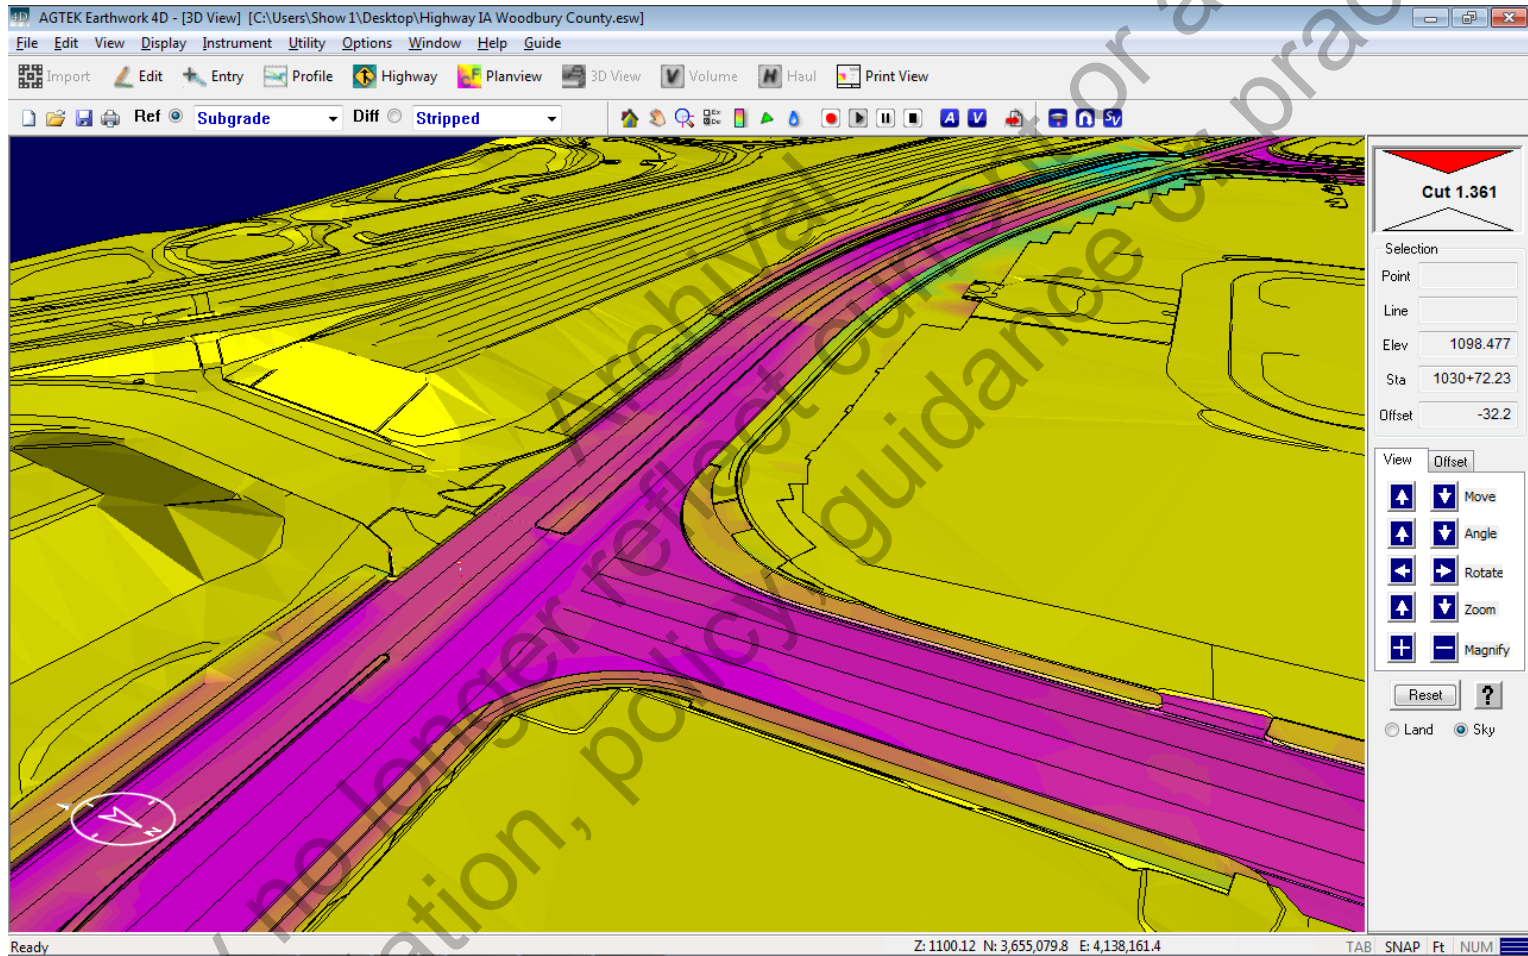 AGTEK Earthwork 4D - [3D View] [C:\Users\Show 1\Desktop\Highway IA Woodbury County.esw]
File Edit View Display Instrument Utility Options Window Help Guide
Import Edit Entry Profile Highway Planview 3D View Volume Haul Print View
Ref Subgrade Diff Stripped
A V SV
Cut 1.361
Selection
Point
Line
Elev 1098.477
Sta 1030+72.23
Offset -32.2
View Offset
Move
Angle
Rotate
Zoom
Magnify
Reset ?
Land Sky
N
Archival
no longer reflect current or
policy, guidance or
Ready Z: 1100.12 N: 3,655,079.8 E: 4,138,161.4 TAB SNAP Ft NUM